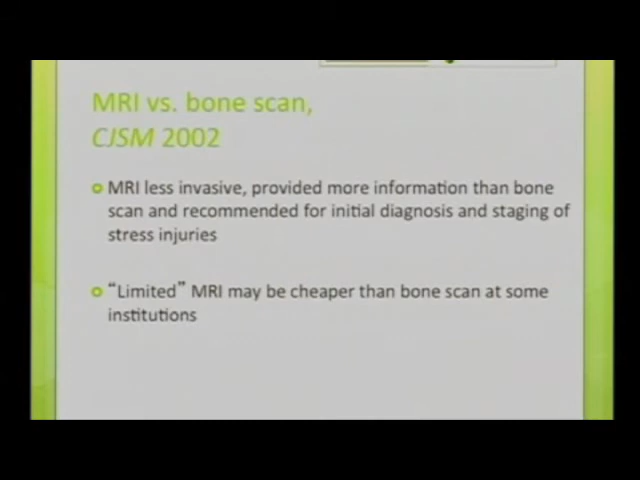 MRI vs. bone scan,
CJSM 2002
MRI less invasive, provided more information than bone
scan and recommended for initial diagnosis and staging of
stress injuries
“Limited” MRI may be cheaper than bone scan at some
institutions